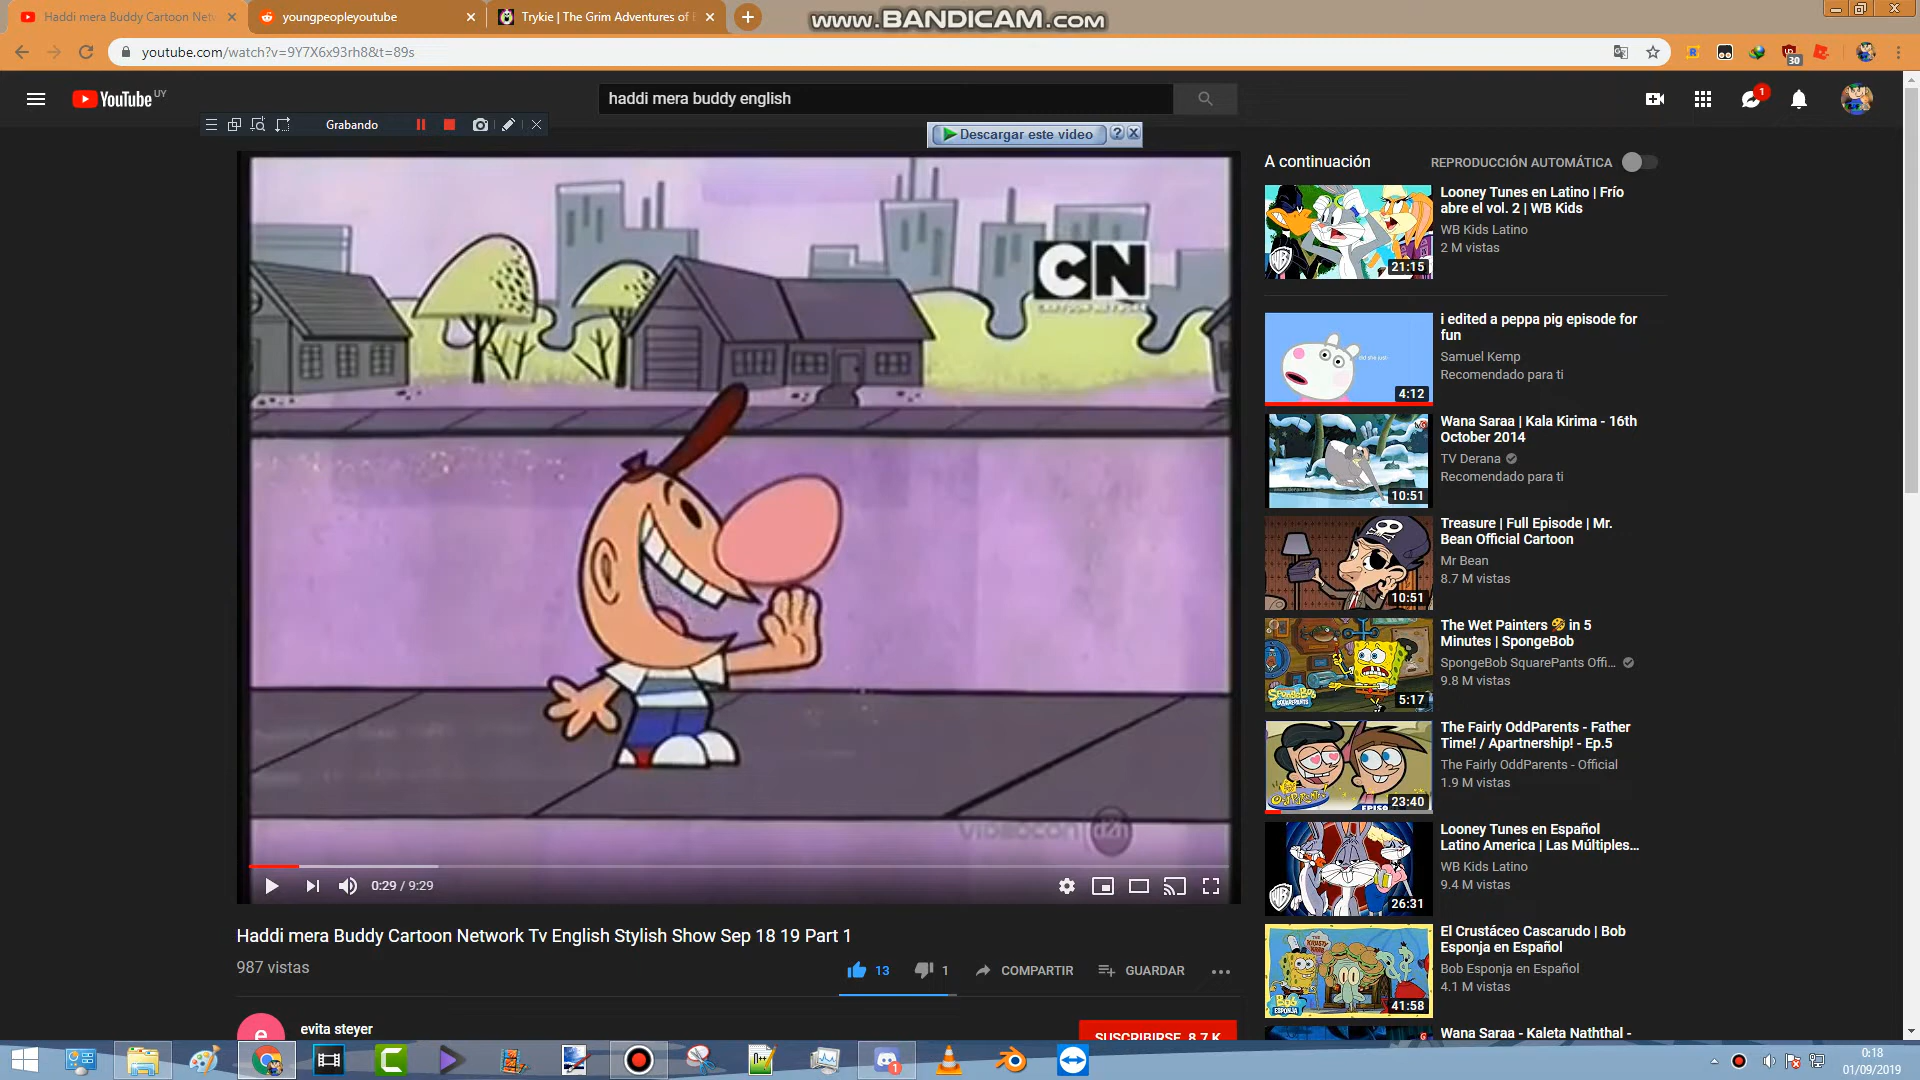 Haddi mera Buddy Cartoon Netw
youngpeopleyoutube
Trykie | The Grim Adventures of
www.BANDICAM.com
youtube.com/watch?v=9Y7X6x93rh8&t=89s
30
YouTube UY
haddi mera buddy english
1
Grabando
Descargar este video
CN
CARTOON NETWORK
VIDEOCON d2h
0:29 / 9:29
Haddi mera Buddy Cartoon Network Tv English Stylish Show Sep 18 19 Part 1
987 vistas
13
1
COMPARTIR
GUARDAR
evita steyer
SUSCRIBIRSE 8.7 K
A continuación
REPRODUCCIÓN AUTOMÁTICA
Looney Tunes en Latino | Frío
abre el vol. 2 | WB Kids
WB Kids Latino
2 M vistas
21:15
i edited a peppa pig episode for
fun
Samuel Kemp
Recomendado para ti
4:12
Wana Saraa | Kala Kirima - 16th
October 2014
TV Derana
Recomendado para ti
10:51
Treasure | Full Episode | Mr.
Bean Official Cartoon
Mr Bean
8.7 M vistas
10:51
The Wet Painters 🤣 in 5
Minutes | SpongeBob
SpongeBob SquarePants Offi...
9.8 M vistas
5:17
The Fairly OddParents - Father
Time! / Apartnership! - Ep.5
The Fairly OddParents - Official
1.9 M vistas
23:40
Looney Tunes en Español
Latino America | Las Múltiples...
WB Kids Latino
9.4 M vistas
26:31
El Crustáceo Cascarudo | Bob
Esponja en Español
Bob Esponja en Español
4.1 M vistas
41:58
Wana Saraa - Kaleta Naththal -
0:18
01/09/2019